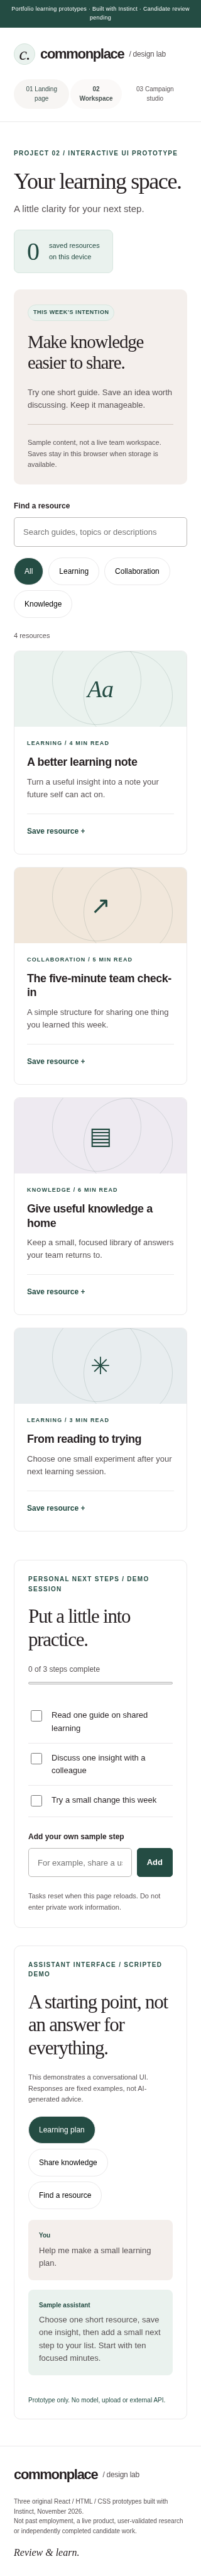 Portfolio learning prototypes · Built with Instinct · Candidate review
pending
c. commonplace / design lab
01 Landing
page
02
Workspace
03 Campaign
studio
PROJECT 02 / INTERACTIVE UI PROTOTYPE
Your learning space.
A little clarity for your next step.
0 saved resources
on this device
THIS WEEK'S INTENTION
Make knowledge
easier to share.
Try one short guide. Save an idea worth
discussing. Keep it manageable.
Sample content, not a live team workspace.
Saves stay in this browser when storage is
available.
Find a resource
Search guides, topics or descriptions
All Learning Collaboration
Knowledge
4 resources
Aa
LEARNING / 4 MIN READ
A better learning note
Turn a useful insight into a note your
future self can act on.
Save resource +
↗
COLLABORATION / 5 MIN READ
The five-minute team check-
in
A simple structure for sharing one thing
you learned this week.
Save resource +
▤
KNOWLEDGE / 6 MIN READ
Give useful knowledge a
home
Keep a small, focused library of answers
your team returns to.
Save resource +
✳
LEARNING / 3 MIN READ
From reading to trying
Choose one small experiment after your
next learning session.
Save resource +
PERSONAL NEXT STEPS / DEMO
SESSION
Put a little into
practice.
0 of 3 steps complete
Read one guide on shared
learning
Discuss one insight with a
colleague
Try a small change this week
Add your own sample step
For example, share a u
Add
Tasks reset when this page reloads. Do not
enter private work information.
ASSISTANT INTERFACE / SCRIPTED
DEMO
A starting point, not
an answer for
everything.
This demonstrates a conversational UI.
Responses are fixed examples, not AI-
generated advice.
Learning plan
Share knowledge
Find a resource
You
Help me make a small learning
plan.
Sample assistant
Choose one short resource, save
one insight, then add a small next
step to your list. Start with ten
focused minutes.
Prototype only. No model, upload or external API.
commonplace / design lab
Three original React / HTML / CSS prototypes built with
Instinct, November 2026.
Not past employment, a live product, user-validated research
or independently completed candidate work.
Review & learn.